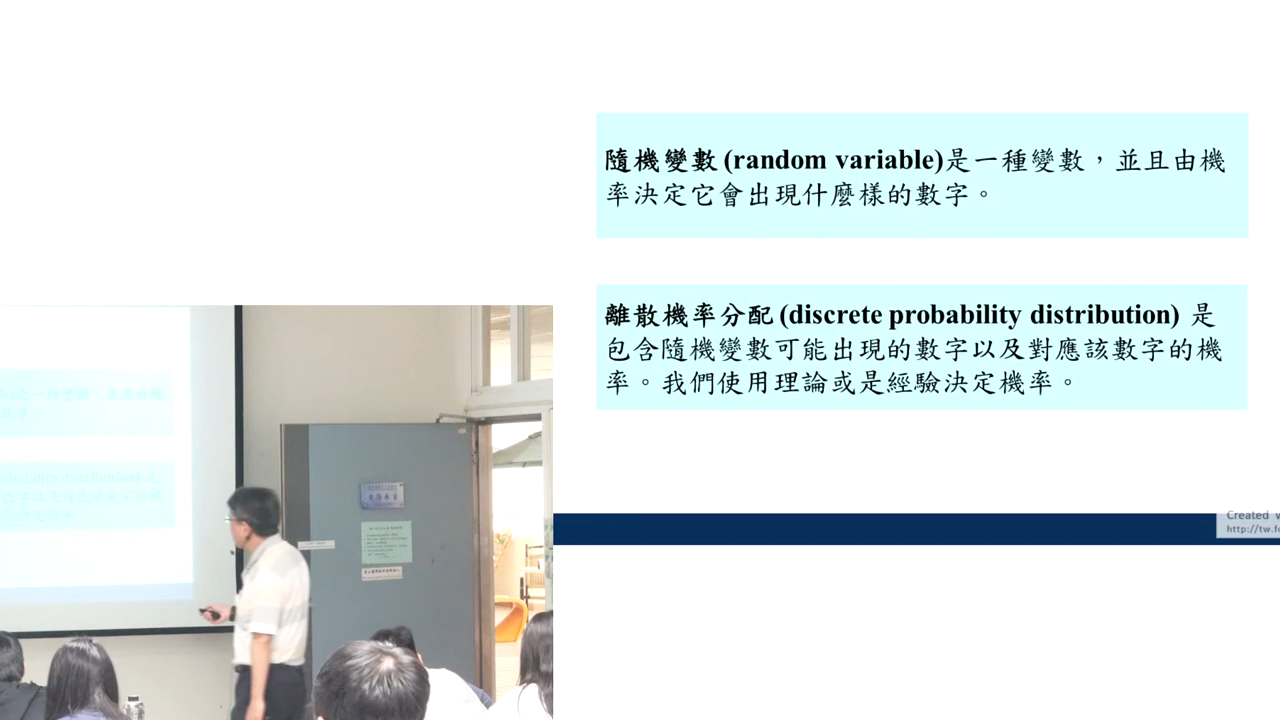 隨機變數(random variable)是一種變數，並且由機
率決定它會出現什麼樣的數字。
離散機率分配(discrete probability distribution) 是
包含隨機變數可能出現的數字以及對應該數字的機
率。我們使用理論或是經驗決定機率。
Created w
http://tw.fo